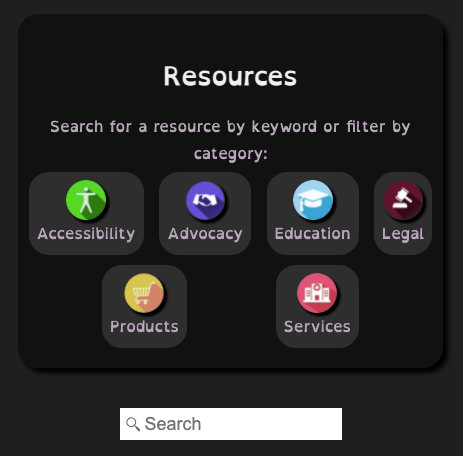 Resources
Search for a resource by keyword or filter by
category:
Accessibility Advocacy Education Legal
Products Services
Search